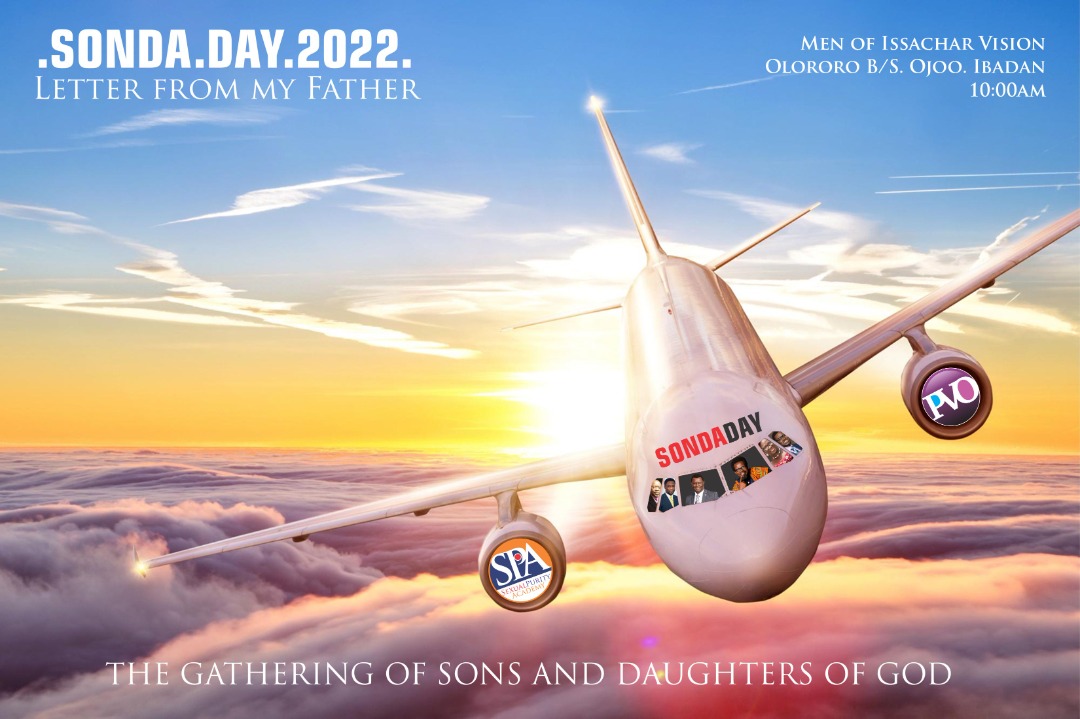 .SONDA.DAY.2022.
LETTER FROM MY FATHER
MEN OF ISSACHAR VISION
OLORORO B/S. OJOO. IBADAN
10:00AM
SONDADAY
PVO
SPA
SEXUALPURITY
ACADEMY
THE GATHERING OF SONS AND DAUGHTERS OF GOD